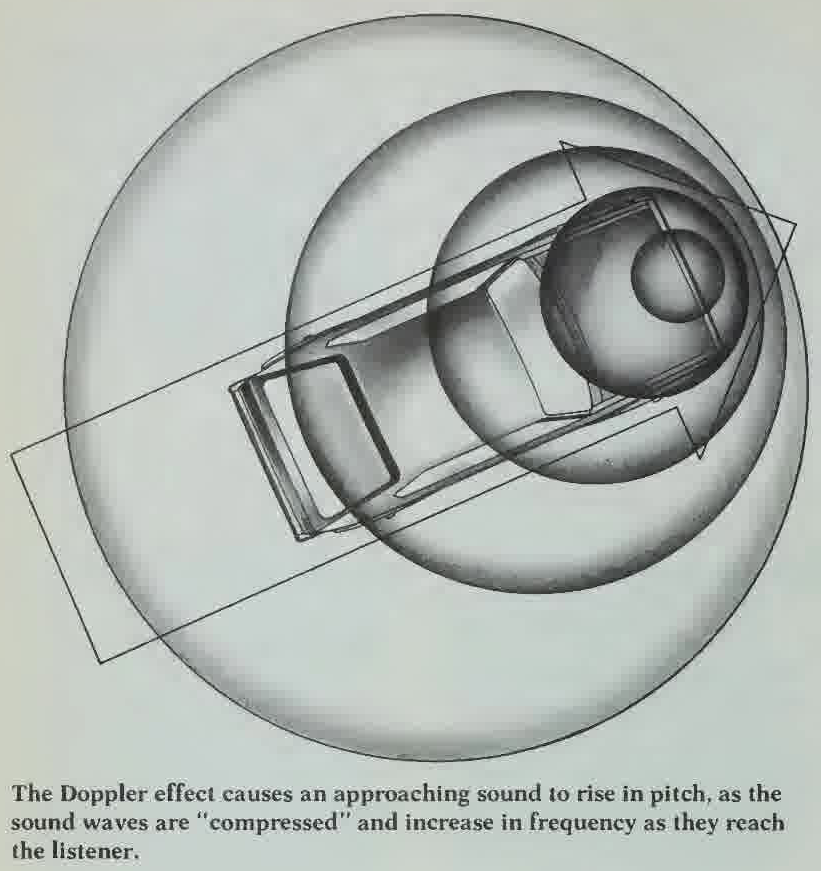 The Doppler effect causes an approaching sound to rise in pitch, as the
sound waves are "compressed" and increase in frequency as they reach
the listener.